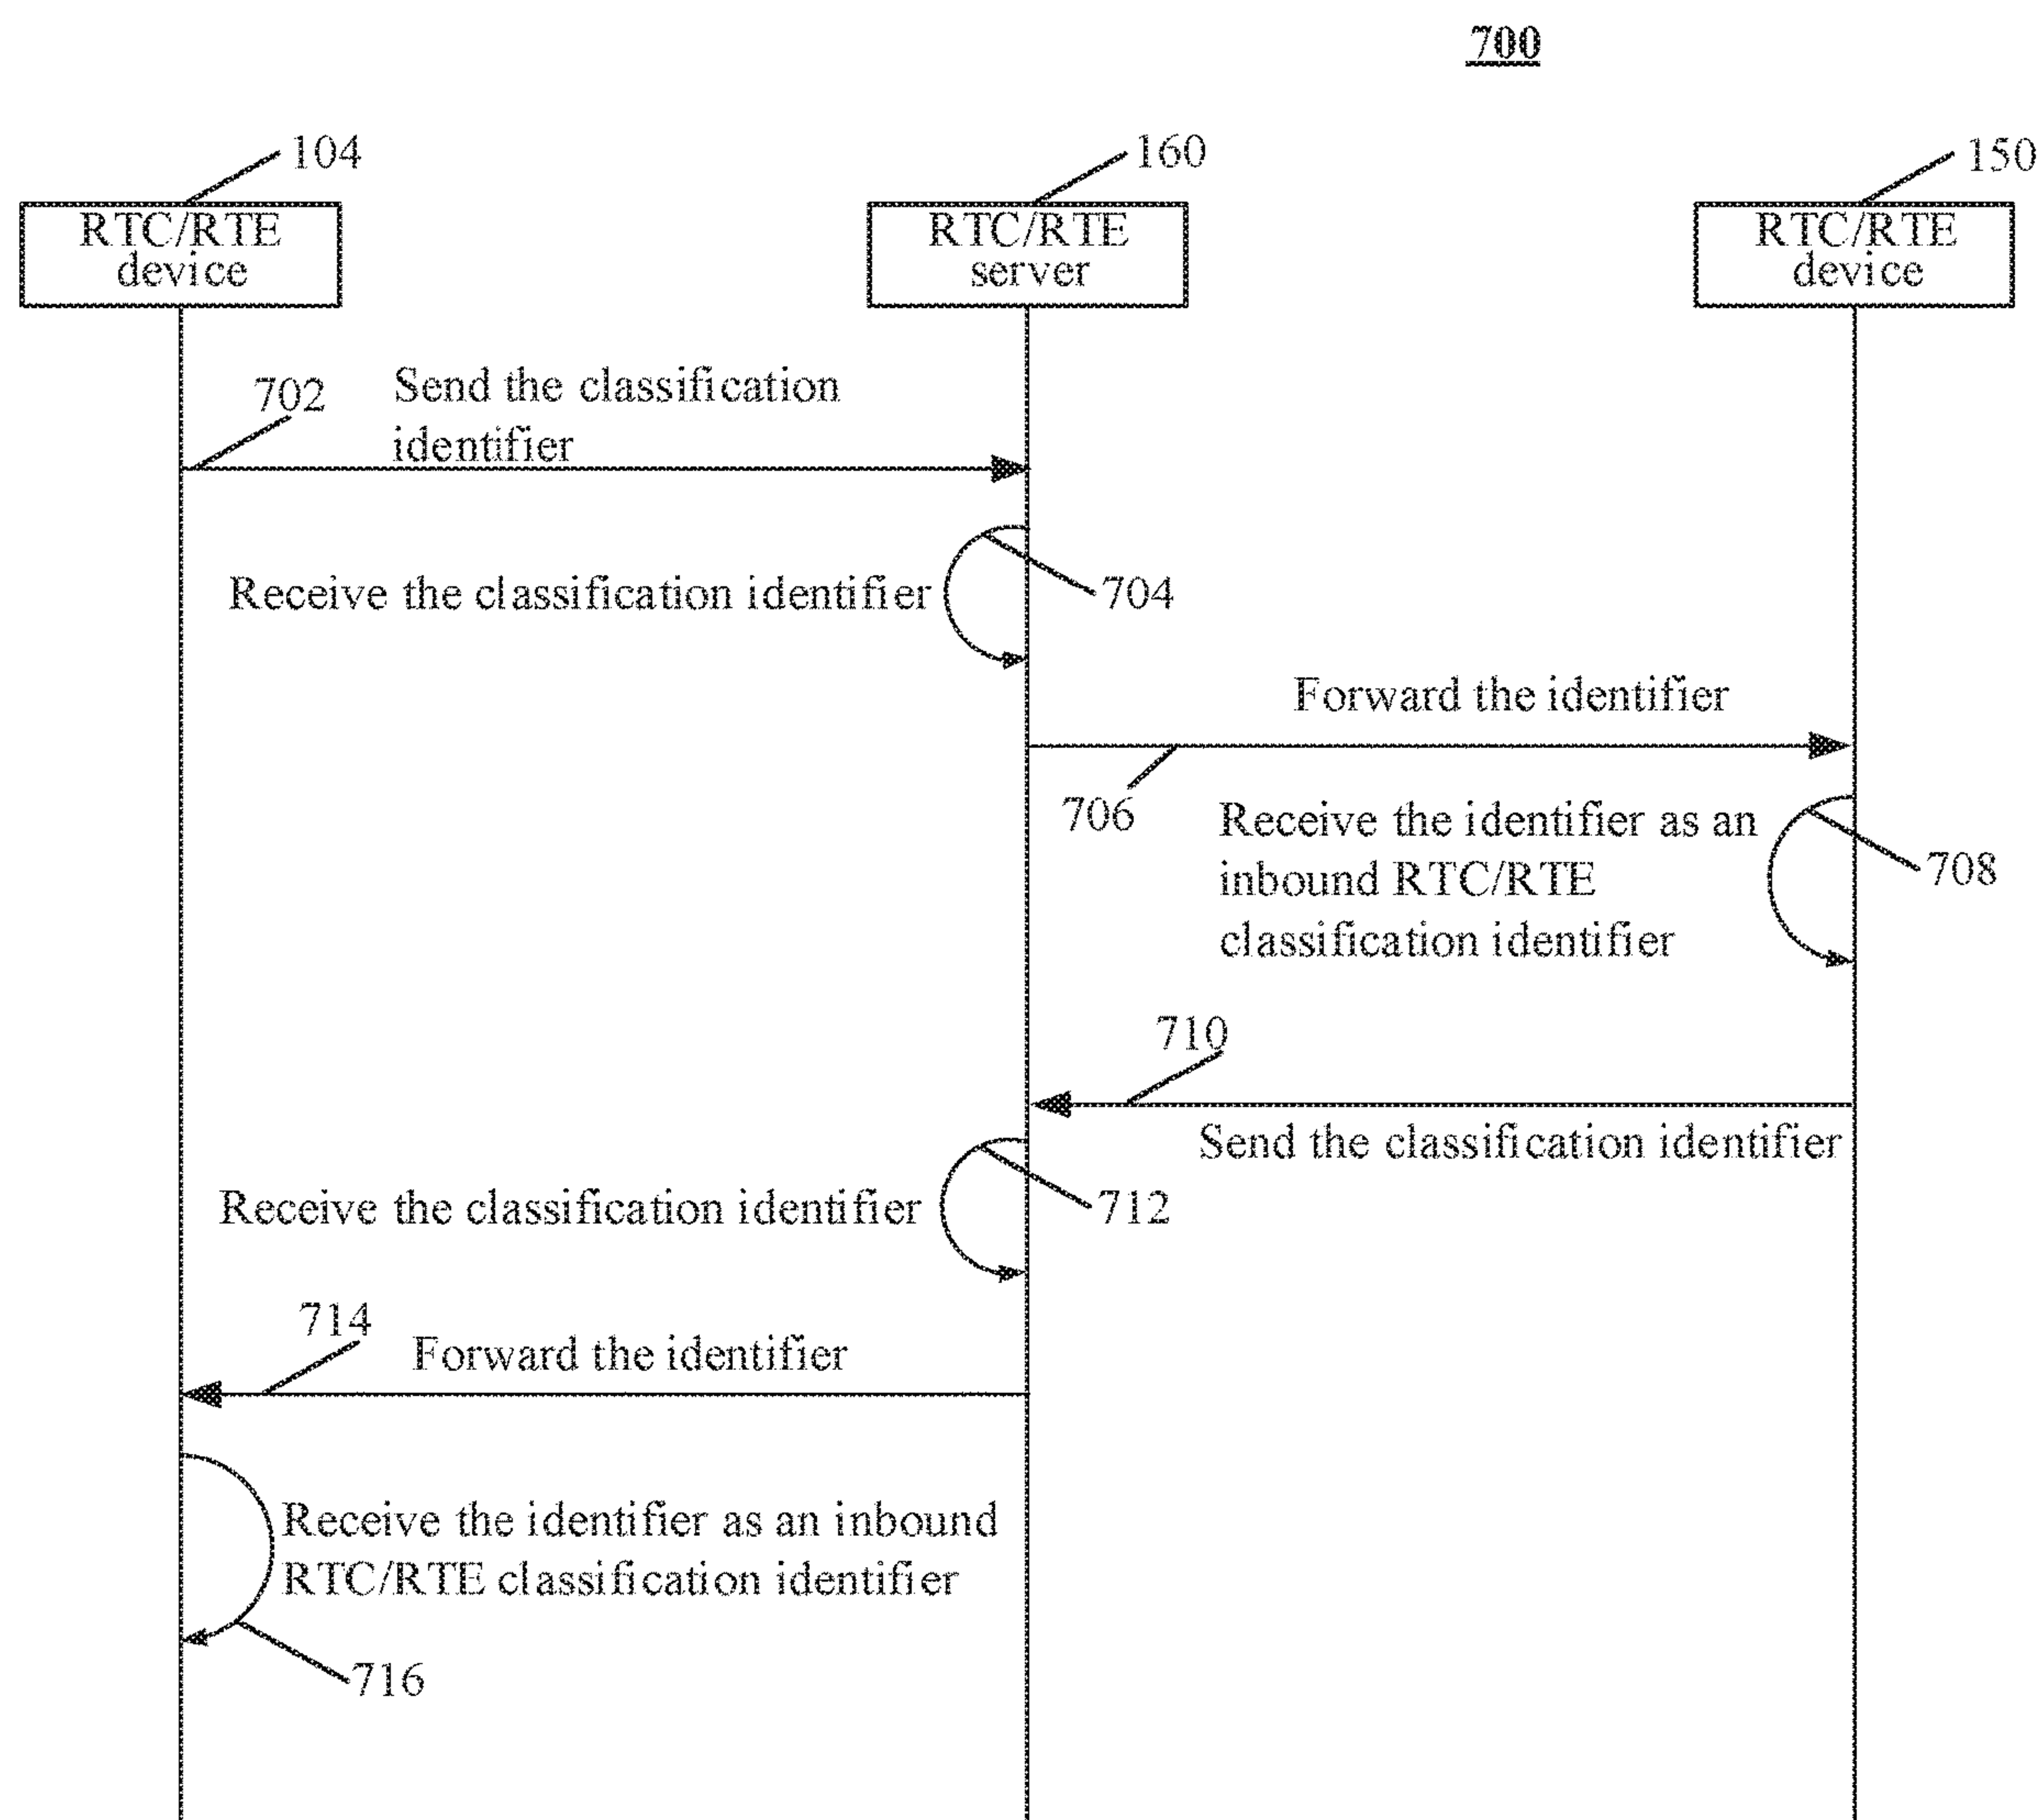 700
104
160
150
RTC/RTE
device
RTC/RTE
server
RTC/RTE
device
702
Send the classification
identifier
Receive the classification identifier
704
Forward the identifier
706
Receive the identifier as an
inbound RTC/RTE
classification identifier
708
710
Send the classification identifier
Receive the classification identifier
712
714
Forward the identifier
Receive the identifier as an inbound
RTC/RTE classification identifier
716